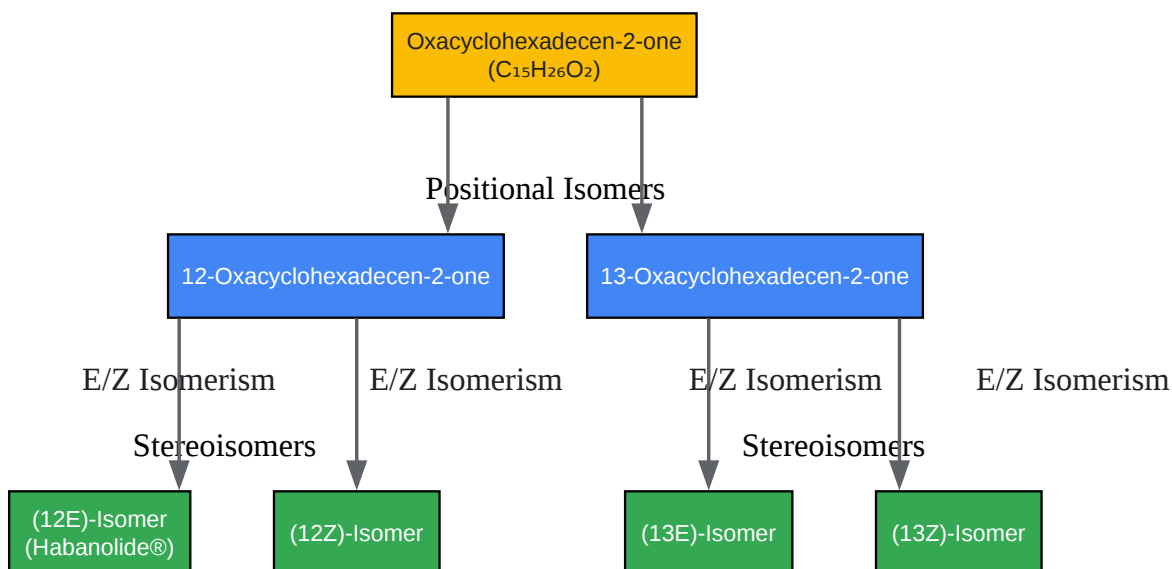 Oxacyclohexadecen-2-one
(C₁₅H₂₆O₂)
Positional Isomers
12-Oxacyclohexadecen-2-one
13-Oxacyclohexadecen-2-one
E/Z Isomerism
E/Z Isomerism
E/Z Isomerism
E/Z Isomerism
Stereoisomers
Stereoisomers
(12E)-Isomer
(Habanolide®)
(12Z)-Isomer
(13E)-Isomer
(13Z)-Isomer